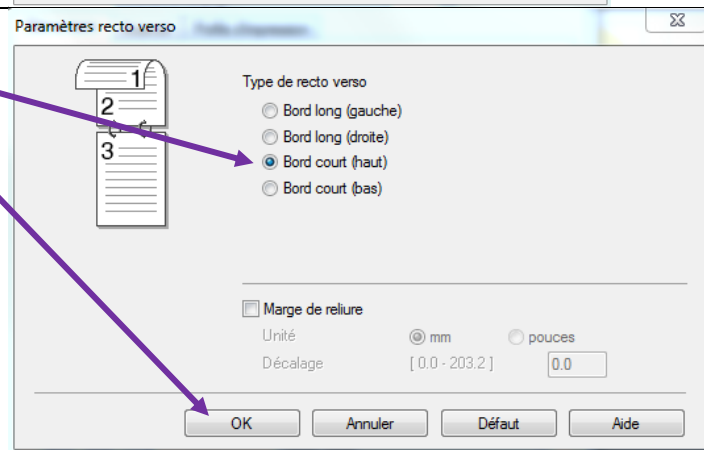 Paramètres recto verso
1
2
3
Type de recto verso
Bord long (gauche)
Bord long (droite)
Bord court (haut)
Bord court (bas)
Marge de reliure
Unité mm pouces
Décalage [ 0.0 - 203.2 ] 0.0
OK Annuler Défaut Aide